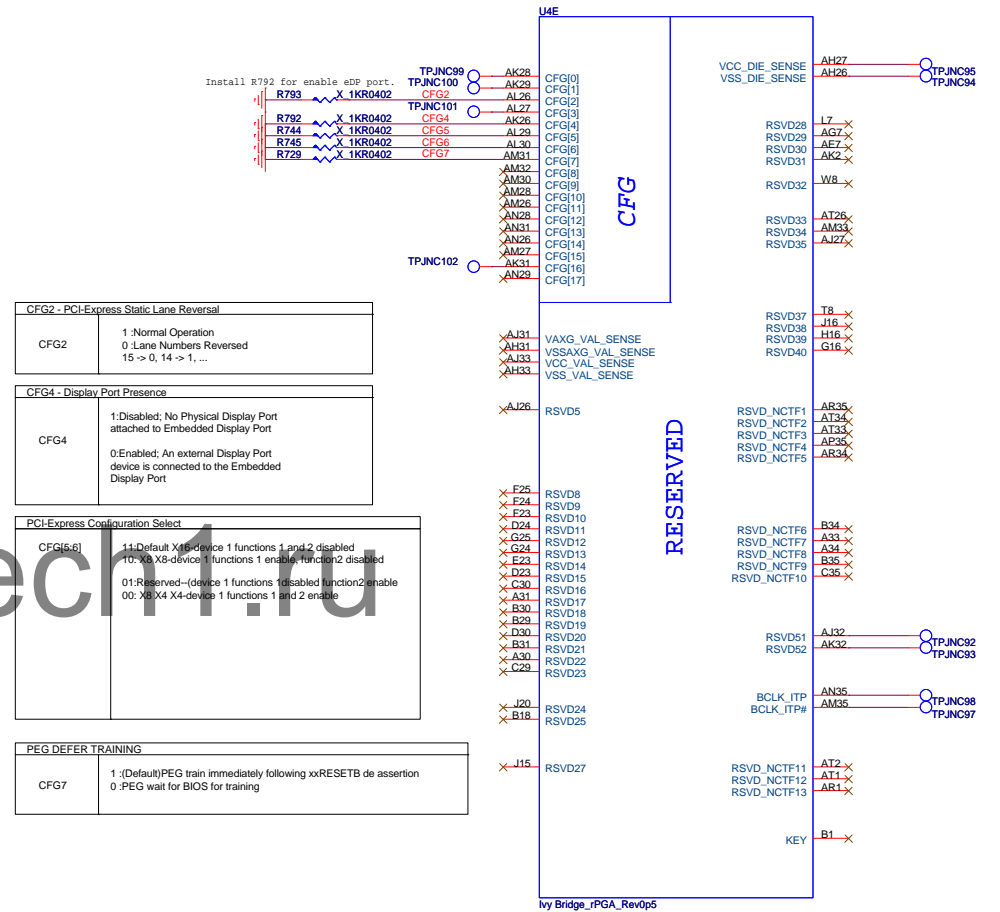 U4E
Install R792 for enable eDP port.
TPJNC99 AK28 CFG[0]
TPJNC100 AK29 CFG[1]
R793 X_1KR0402 CFG2 AL26 CFG[2]
TPJNC101 AL27 CFG[3]
R792 X_1KR0402 CFG4 AK26 CFG[4]
R744 X_1KR0402 CFG5 AL29 CFG[5]
R745 X_1KR0402 CFG6 AL30 CFG[6]
R729 X_1KR0402 CFG7 AM31 CFG[7]
AM32 CFG[8]
AM30 CFG[9]
AM28 CFG[10]
AM26 CFG[11]
AN28 CFG[12]
AN31 CFG[13]
AN26 CFG[14]
AM27 CFG[15]
TPJNC102 AK31 CFG[16]
AN29 CFG[17]
CFG
VCC_DIE_SENSE AH27 TPJNC95
VSS_DIE_SENSE AH26 TPJNC94
RSVD28 L7
RSVD29 AG7
RSVD30 AE7
RSVD31 AK2
RSVD32 W8
RSVD33 AT26
RSVD34 AM33
RSVD35 AJ27
RSVD37 T8
RSVD38 J16
RSVD39 H16
RSVD40 G16
CFG2 - PCI-Express Static Lane Reversal
CFG2
1 :Normal Operation
0 :Lane Numbers Reversed
15 -> 0, 14 -> 1, ...
AJ31 VAXG_VAL_SENSE
AH31 VSSAXG_VAL_SENSE
AJ33 VCC_VAL_SENSE
AH33 VSS_VAL_SENSE
CFG4 - Display Port Presence
CFG4
1:Disabled; No Physical Display Port
attached to Embedded Display Port
0:Enabled; An external Display Port
device is connected to the Embedded
Display Port
AJ26 RSVD5
RESERVED
RSVD_NCTF1 AR35
RSVD_NCTF2 AT34
RSVD_NCTF3 AT33
RSVD_NCTF4 AP35
RSVD_NCTF5 AR34
F25 RSVD8
F24 RSVD9
F23 RSVD10
D24 RSVD11
G25 RSVD12
G24 RSVD13
E23 RSVD14
D23 RSVD15
C30 RSVD16
A31 RSVD17
B30 RSVD18
B29 RSVD19
D30 RSVD20
B31 RSVD21
A30 RSVD22
C29 RSVD23
RSVD_NCTF6 B34
RSVD_NCTF7 A33
RSVD_NCTF8 A34
RSVD_NCTF9 B35
RSVD_NCTF10 C35
PCI-Express Configuration Select
CFG[5:6]
11:Default X16-device 1 functions 1 and 2 disabled
10: X8 X8-device 1 functions 1 enable, function2 disabled
01:Reserved--(device 1 functions 1disabled function2 enable
00: X8 X4 X4-device 1 functions 1 and 2 enable
ech1.ru
RSVD51 AJ32 TPJNC92
RSVD52 AK32 TPJNC93
J20 RSVD24
B18 RSVD25
BCLK_ITP AN35 TPJNC98
BCLK_ITP# AM35 TPJNC97
PEG DEFER TRAINING
CFG7
1 :(Default)PEG train immediately following xxRESETB de assertion
0 :PEG wait for BIOS for training
J15 RSVD27
RSVD_NCTF11 AT2
RSVD_NCTF12 AT1
RSVD_NCTF13 AR1
KEY B1
Ivy Bridge_rPGA_Rev0p5